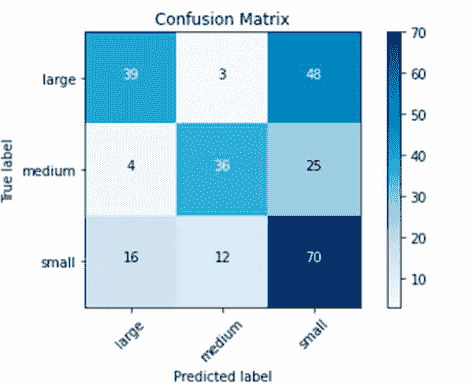 Confusion Matrix
True label
large 39 3 48
medium 4 36 25
small 16 12 70
large medium small
Predicted label
70
60
50
40
30
20
10